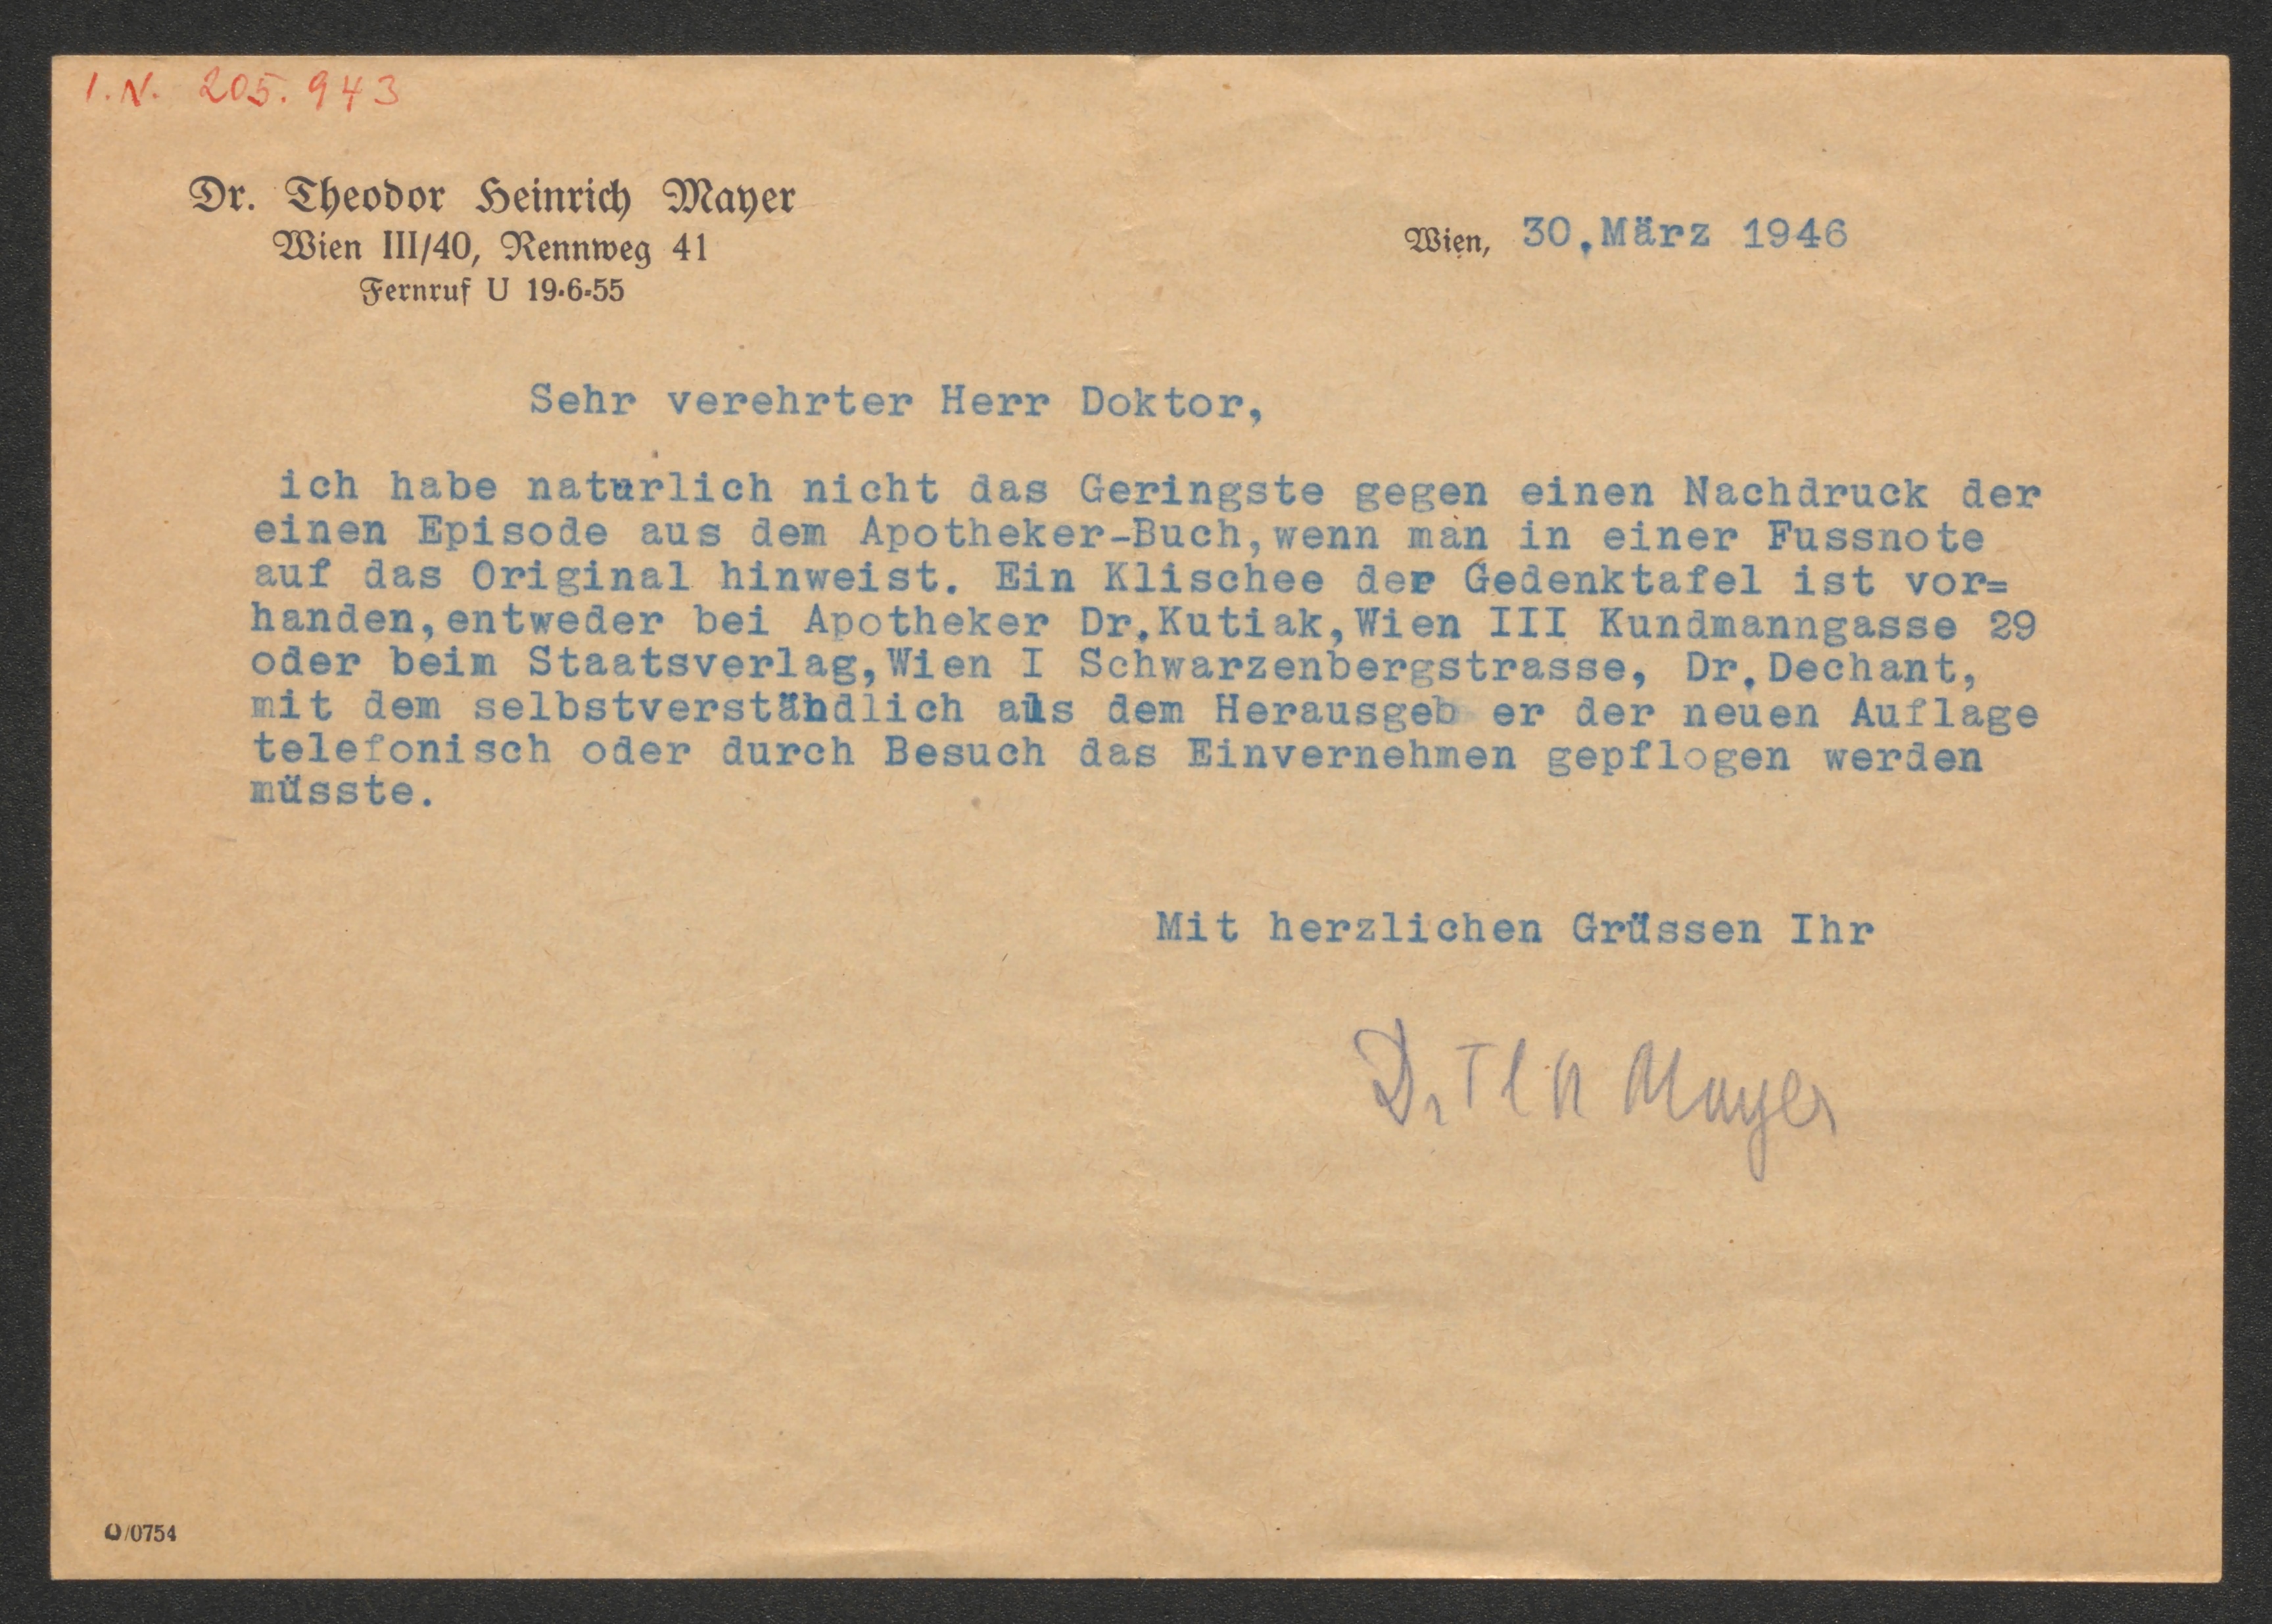 I.N. 205.943
Dr. Theodor Heinrich Mayer
Wien III/40, Rennweg 41
Fernruf U 19-6-55
Wien, 30.März 1946
Sehr verehrter Herr Doktor,
ich habe naturlich nicht das Geringste gegen einen Nachdruck der
einen Episode aus dem Apotheker-Buch,wenn man in einer Fussnote
auf das Original hinweist. Ein Klischee der Gedenktafel ist vor=
handen,entweder bei Apotheker Dr.Kutiak,Wien III Kundmanngasse 29
oder beim Staatsverlag,Wien I Schwarzenbergstrasse, Dr.Dechant,
mit dem selbstverständlich als dem Herausgeb er der neuen Auflage
telefonisch oder durch Besuch das Einvernehmen gepflogen werden
müsste.
Mit herzlichen Grüssen Ihr
Dr Th H Mayer
O/0754